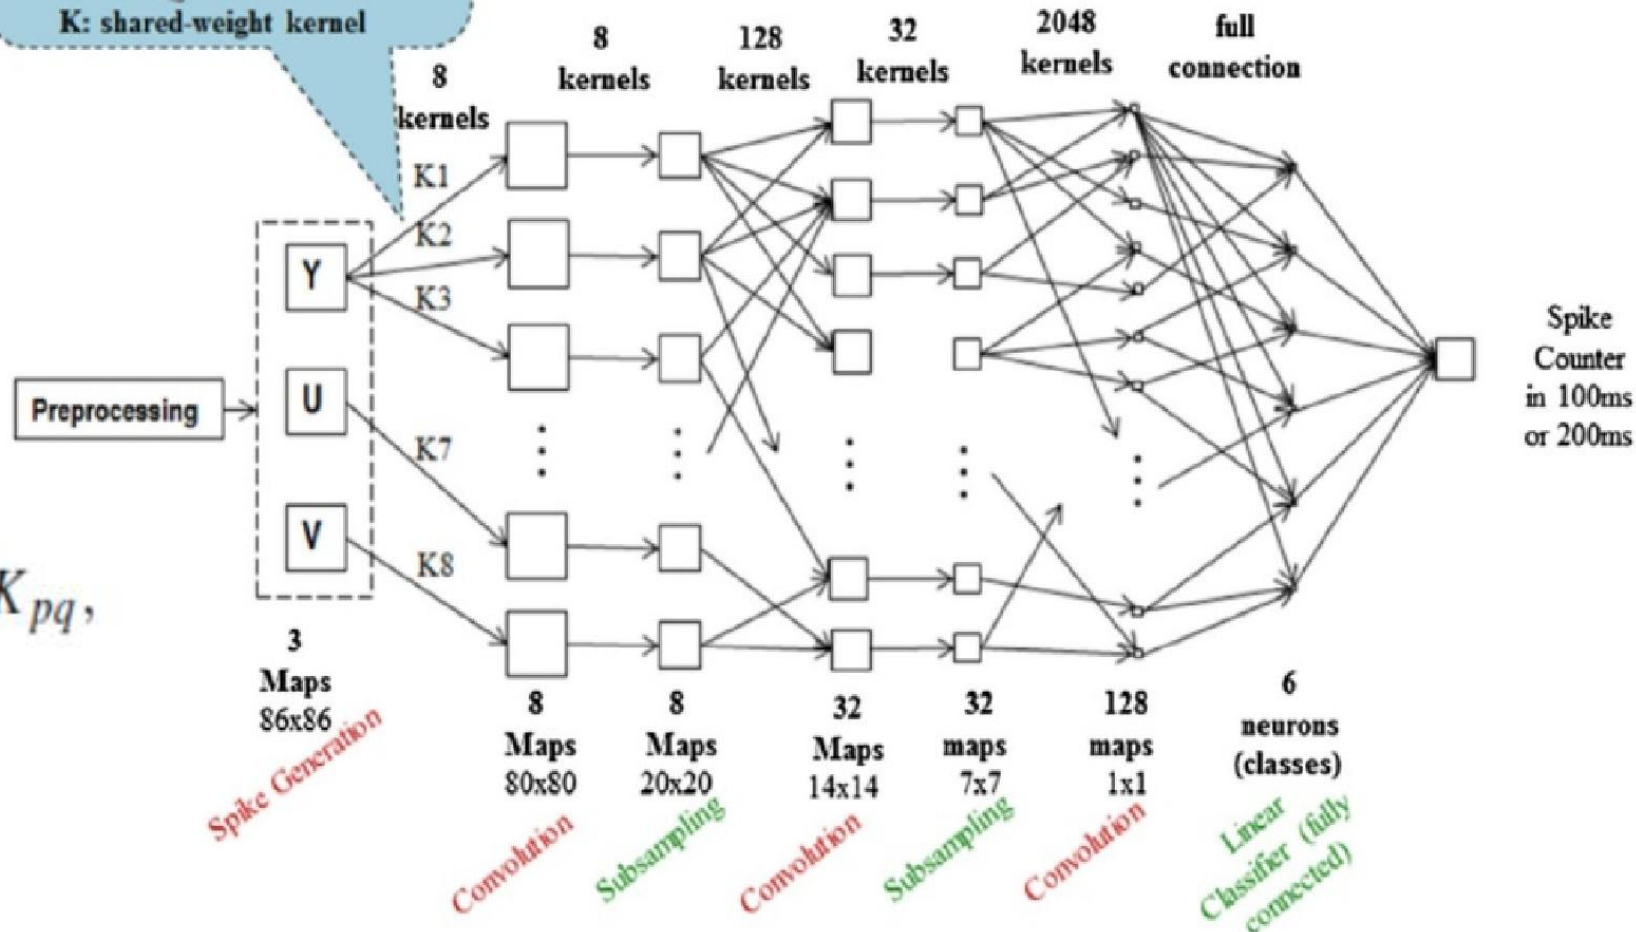 K: shared-weight kernel
8
kernels
8
kernels
128
kernels
32
kernels
2048
kernels
full
connection
K1
K2
K3
K7
K8
Preprocessing
Y
U
V
Spike
Counter
in 100ms
or 200ms
K pq,
3
Maps
86x86
Spike Generation
8
Maps
80x80
Convolution
8
Maps
20x20
Subsampling
32
Maps
14x14
Convolution
32
maps
7x7
Subsampling
128
maps
1x1
Convolution
6
neurons
(classes)
Linear
Classifier (fully
connected)